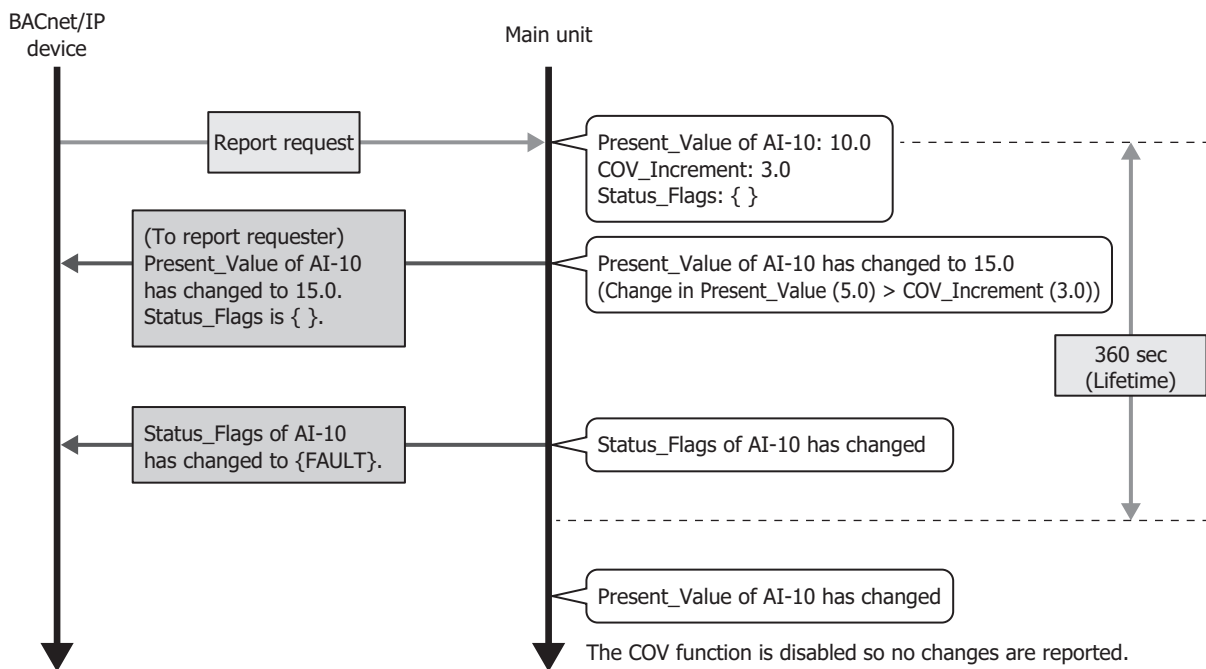 BACnet/IP
device
Main unit
Report request
Present_Value of AI-10: 10.0
COV_Increment: 3.0
Status_Flags: { }
(To report requester)
Present_Value of AI-10
has changed to 15.0.
Status_Flags is { }.
Present_Value of AI-10 has changed to 15.0
(Change in Present_Value (5.0) > COV_Increment (3.0))
360 sec
(Lifetime)
Status_Flags of AI-10
has changed to {FAULT}.
Status_Flags of AI-10 has changed
Present_Value of AI-10 has changed
The COV function is disabled so no changes are reported.